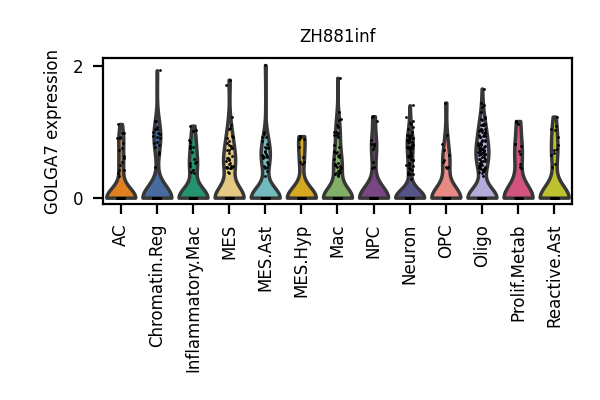 ZH881inf
GOLGA7 expression
2
0
AC
Chromatin.Reg
Inflammatory.Mac
MES
MES.Ast
MES.Hyp
Mac
NPC
Neuron
OPC
Oligo
Prolif.Metab
Reactive.Ast